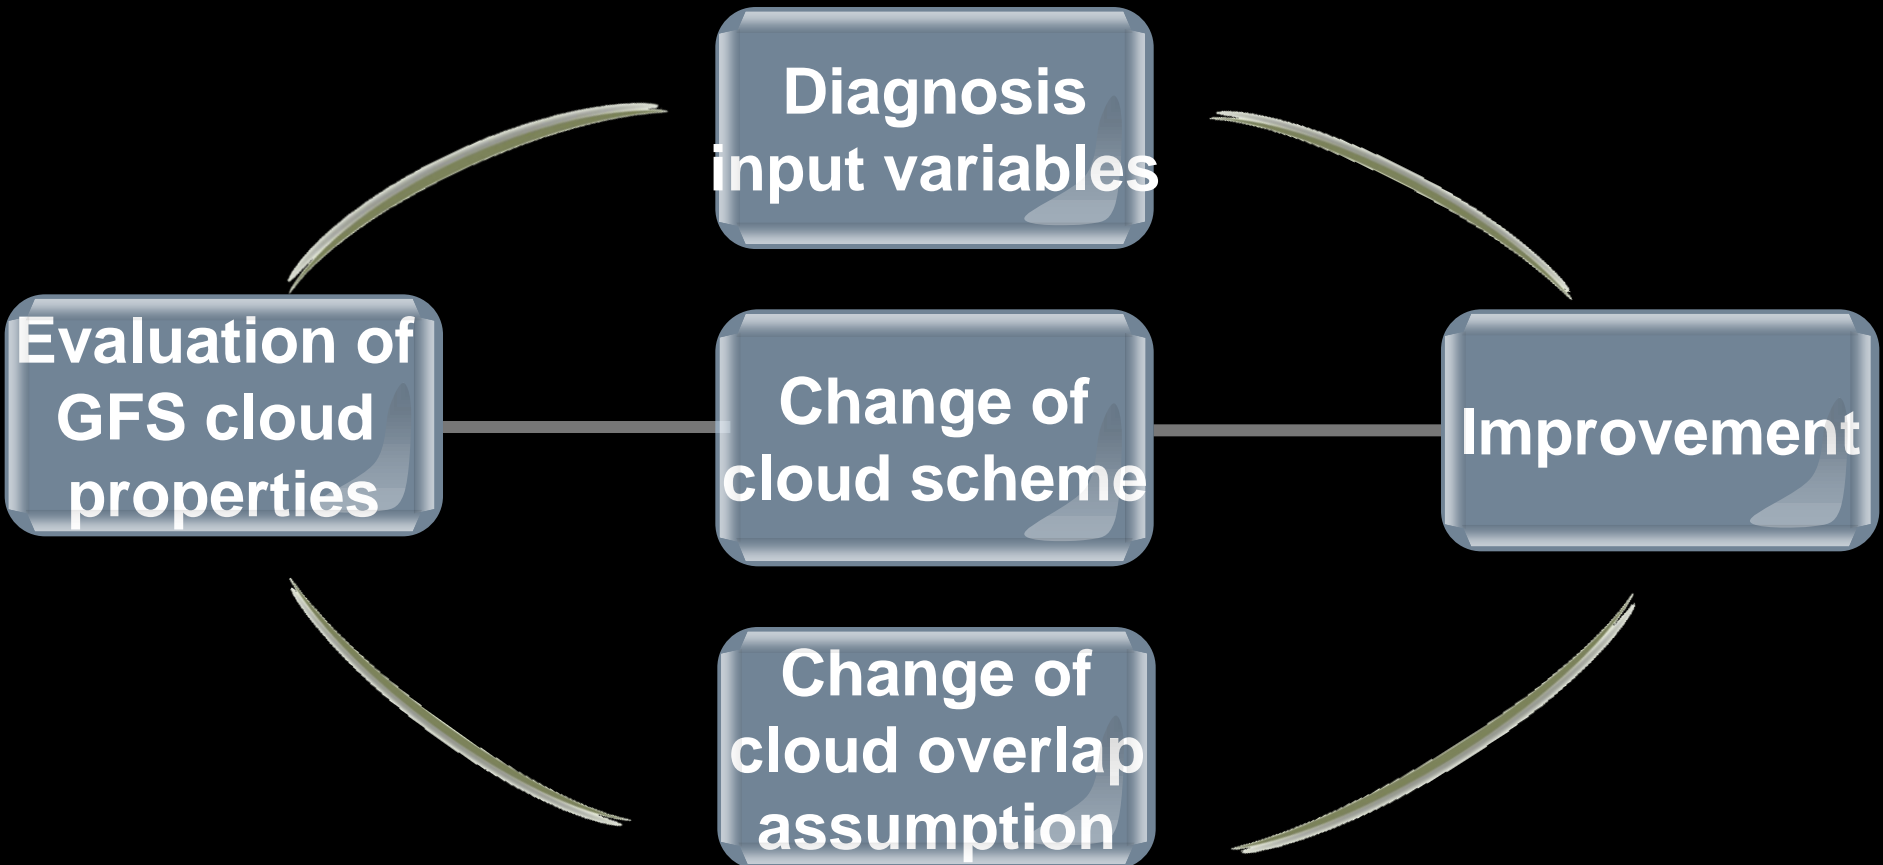 Diagnosis
input variables
Evaluation of
GFS cloud
properties
Change of
cloud scheme
Improvement
Change of
cloud overlap
assumption